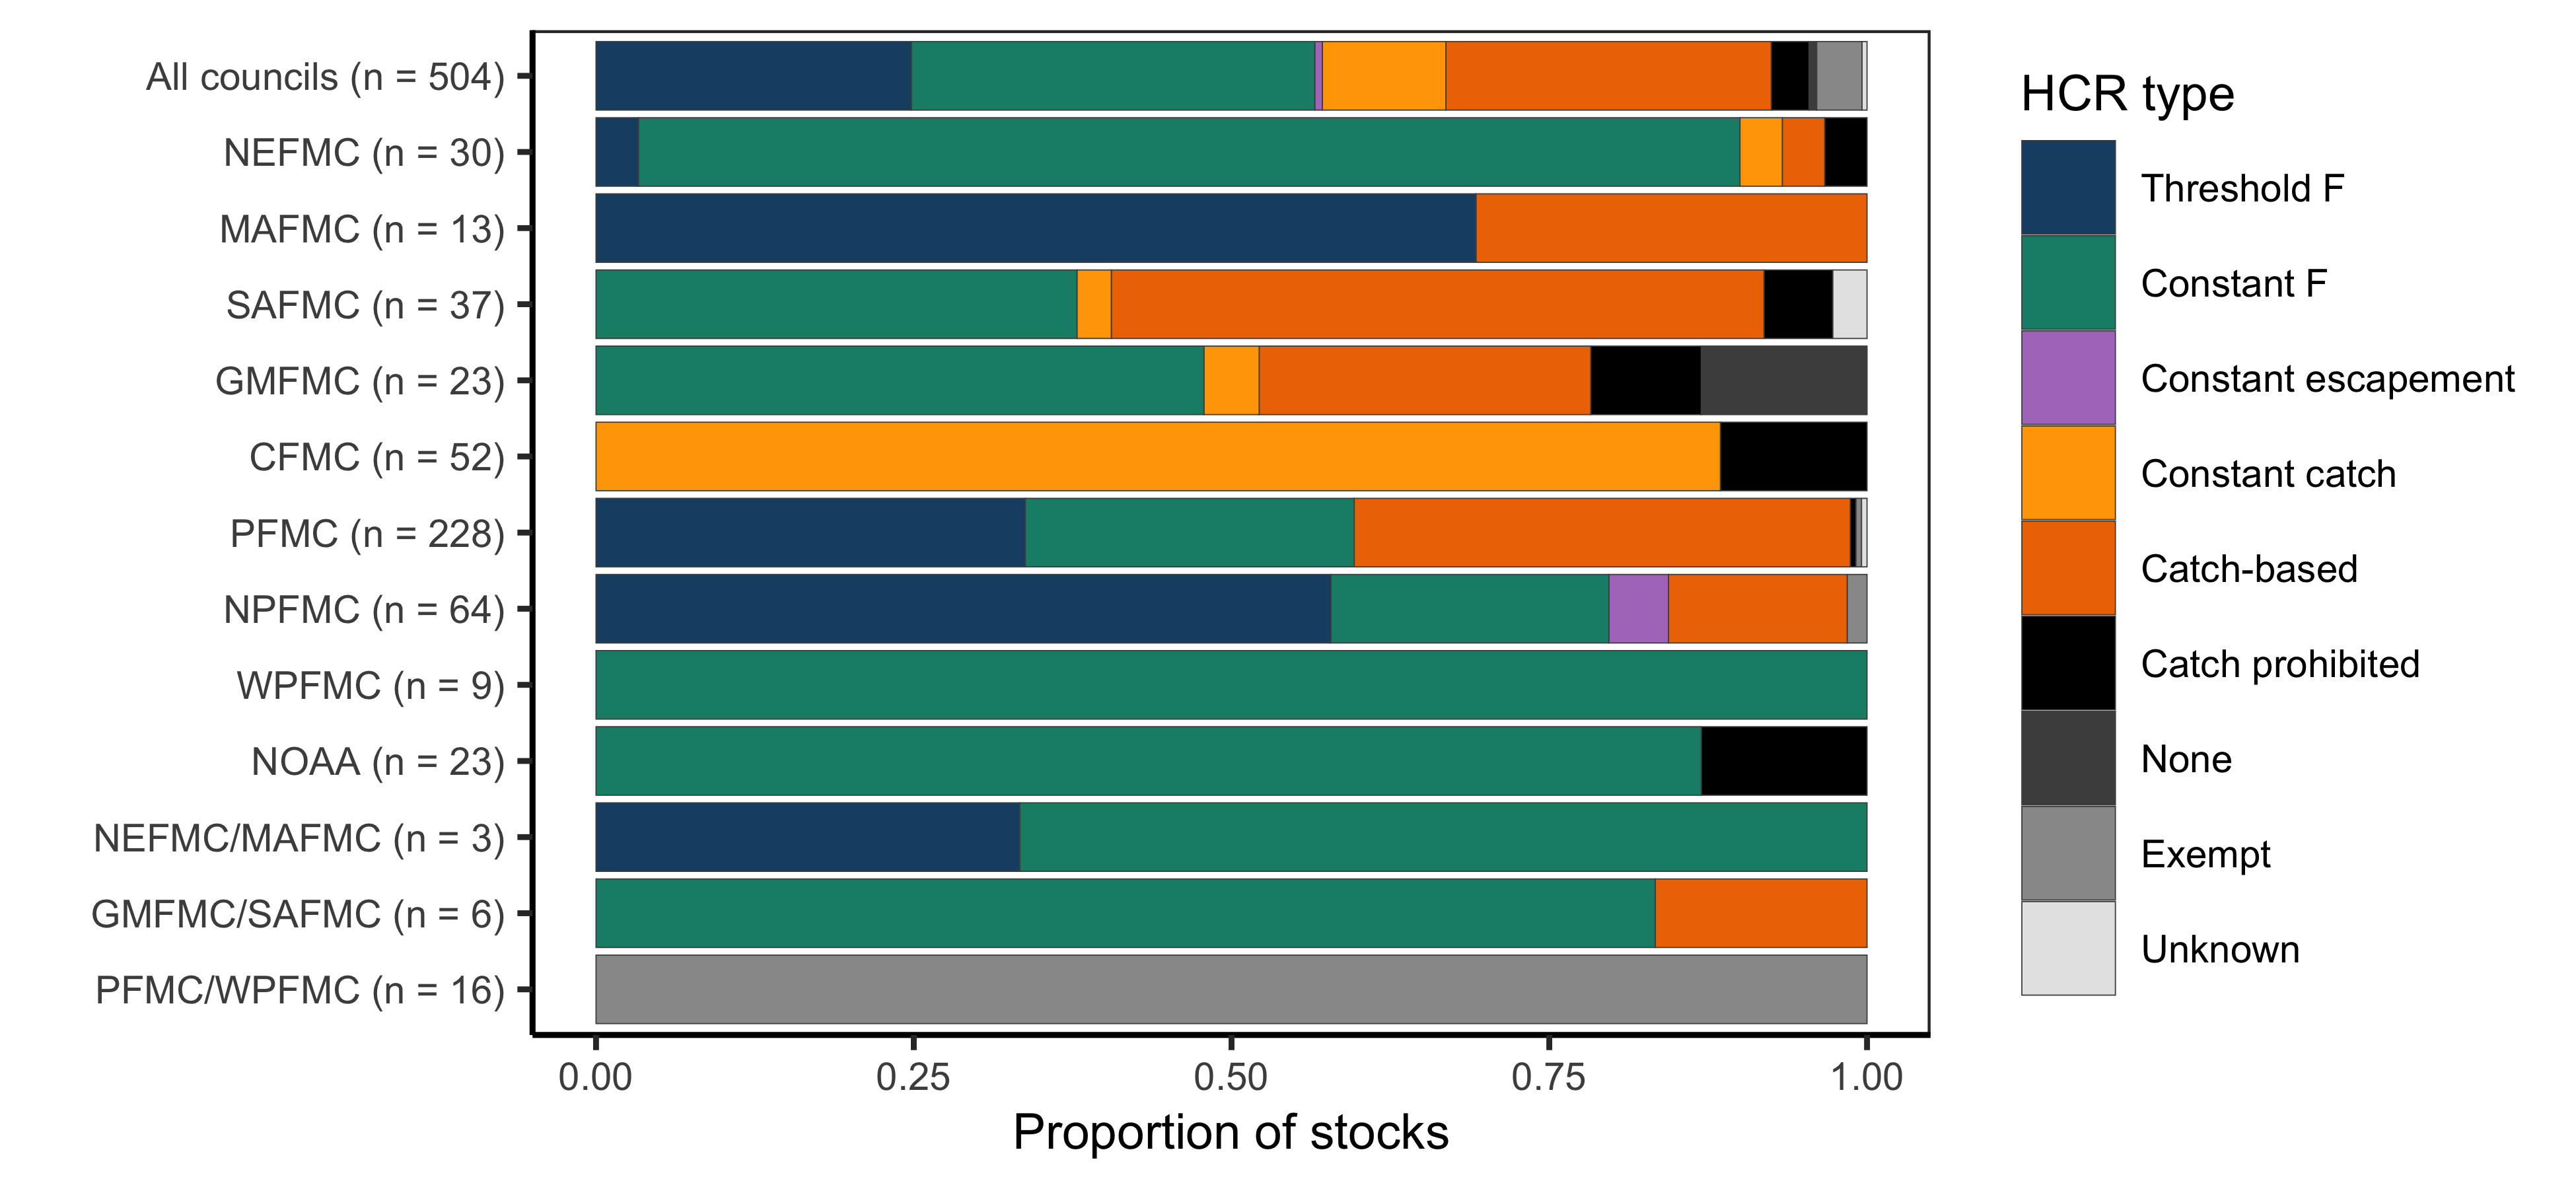 All councils (n = 504)
NEFMC (n = 30)
MAFMC (n = 13)
SAFMC (n = 37)
GMFMC (n = 23)
CFMC (n = 52)
PFMC (n = 228)
NPFMC (n = 64)
WPFMC (n = 9)
NOAA (n = 23)
NEFMC/MAFMC (n = 3)
GMFMC/SAFMC (n = 6)
PFMC/WPFMC (n = 16)
0.00 0.25 0.50 0.75 1.00
Proportion of stocks
HCR type
Threshold F
Constant F
Constant escapement
Constant catch
Catch-based
Catch prohibited
None
Exempt
Unknown